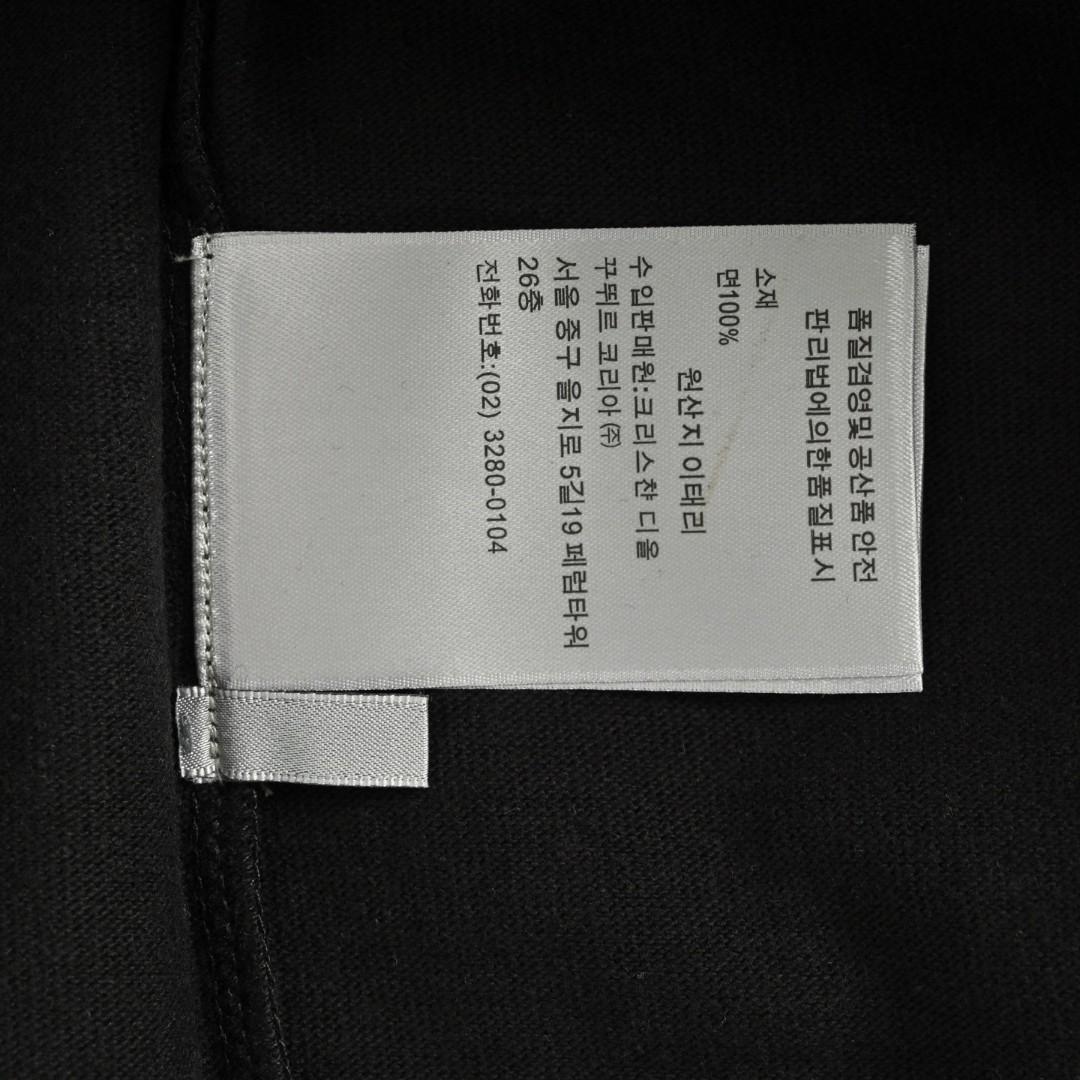 품질경영및 공산품 안전
판리법에의한품질표시
소재
면100%
원산지 이태리
수입판매원:크리스챤 디올
꾸뛰르 코리아 ㈜
서울 중구 을지로 5길19 페럼타워
26층
전화번호:(02) 3280-0104